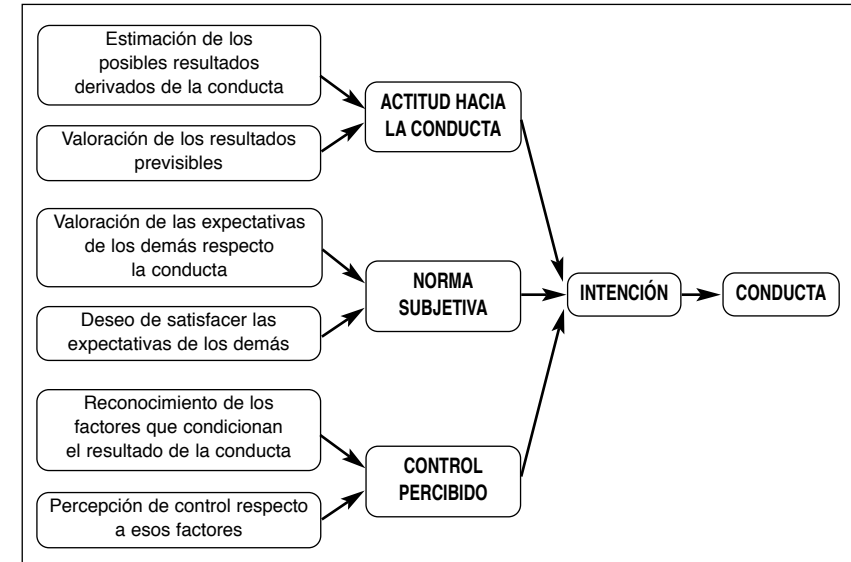 Estimación de los
posibles resultados
derivados de la conducta
Valoración de los resultados
previsibles
ACTITUD HACIA
LA CONDUCTA
Valoración de las expectativas
de los demás respecto
la conducta
Deseo de satisfacer las
expectativas de los demás
NORMA
SUBJETIVA
Reconocimiento de los
factores que condicionan
el resultado de la conducta
Percepción de control respecto
a esos factores
CONTROL
PERCIBIDO
INTENCIÓN
CONDUCTA